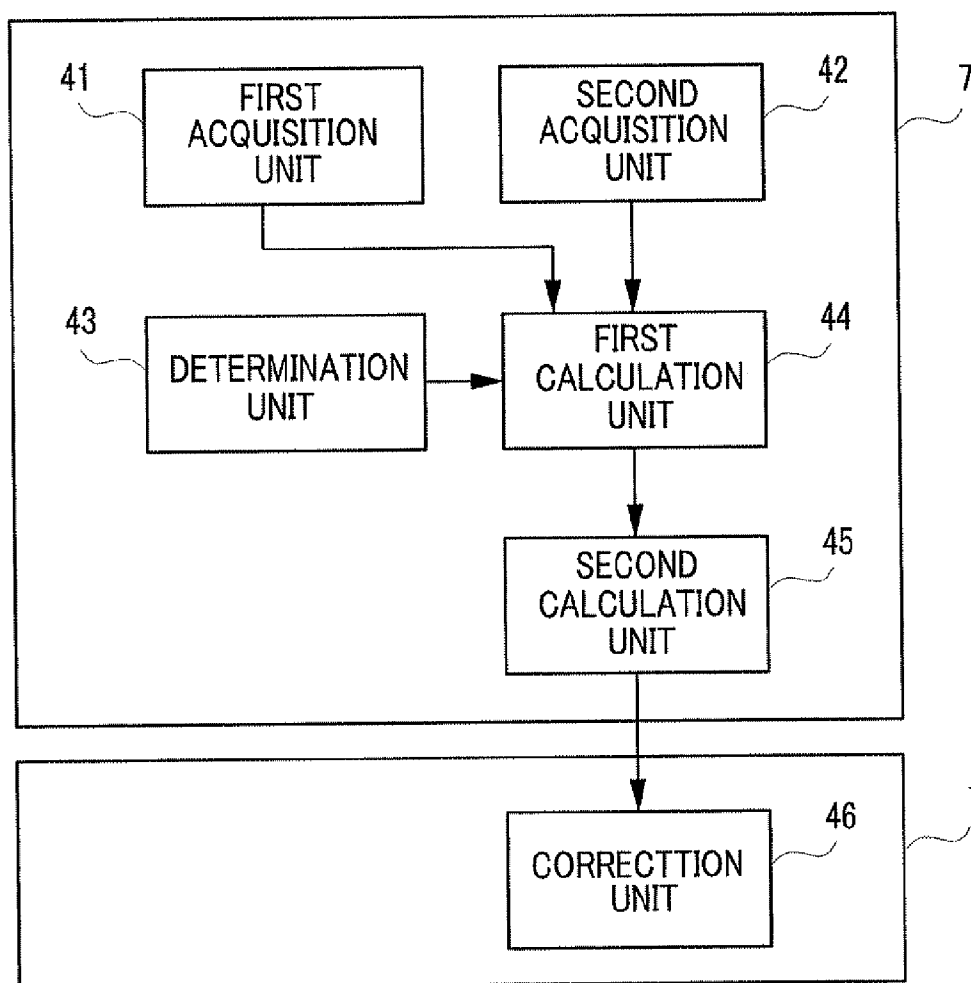 41
FIRST
ACQUISITION
UNIT
SECOND
ACQUISITION
UNIT
42
7
43
DETERMINATION
UNIT
FIRST
CALCULATION
UNIT
44
SECOND
CALCULATION
UNIT
45
CORRECTTION
UNIT
46